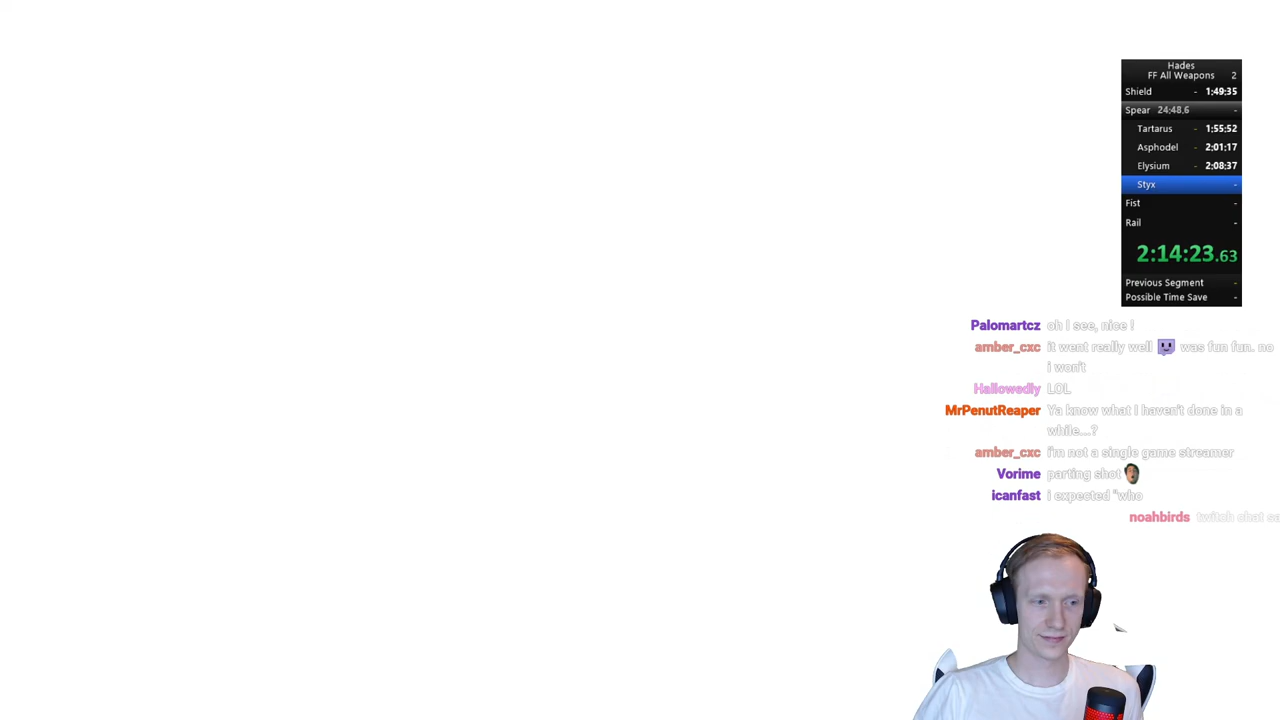 Hades
FF All Weapons 2
Shield - 1:49:35
Spear 24:48.6 -
Tartarus - 1:55:52
Asphodel - 2:01:17
Elysium - 2:08:37
Styx -
Fist -
Rail -
2:14:23.63
Previous Segment -
Possible Time Save -
Palomartcz oh I see, nice !
amber_cxc it went really well was fun fun. no
i won't
Hallowedly LOL
MrPenutReaper Ya know what I haven't done in a
while...?
amber_cxc i'm not a single game streamer
Vorime parting shot
icanfast i expected "who
noahbirds twitch chat